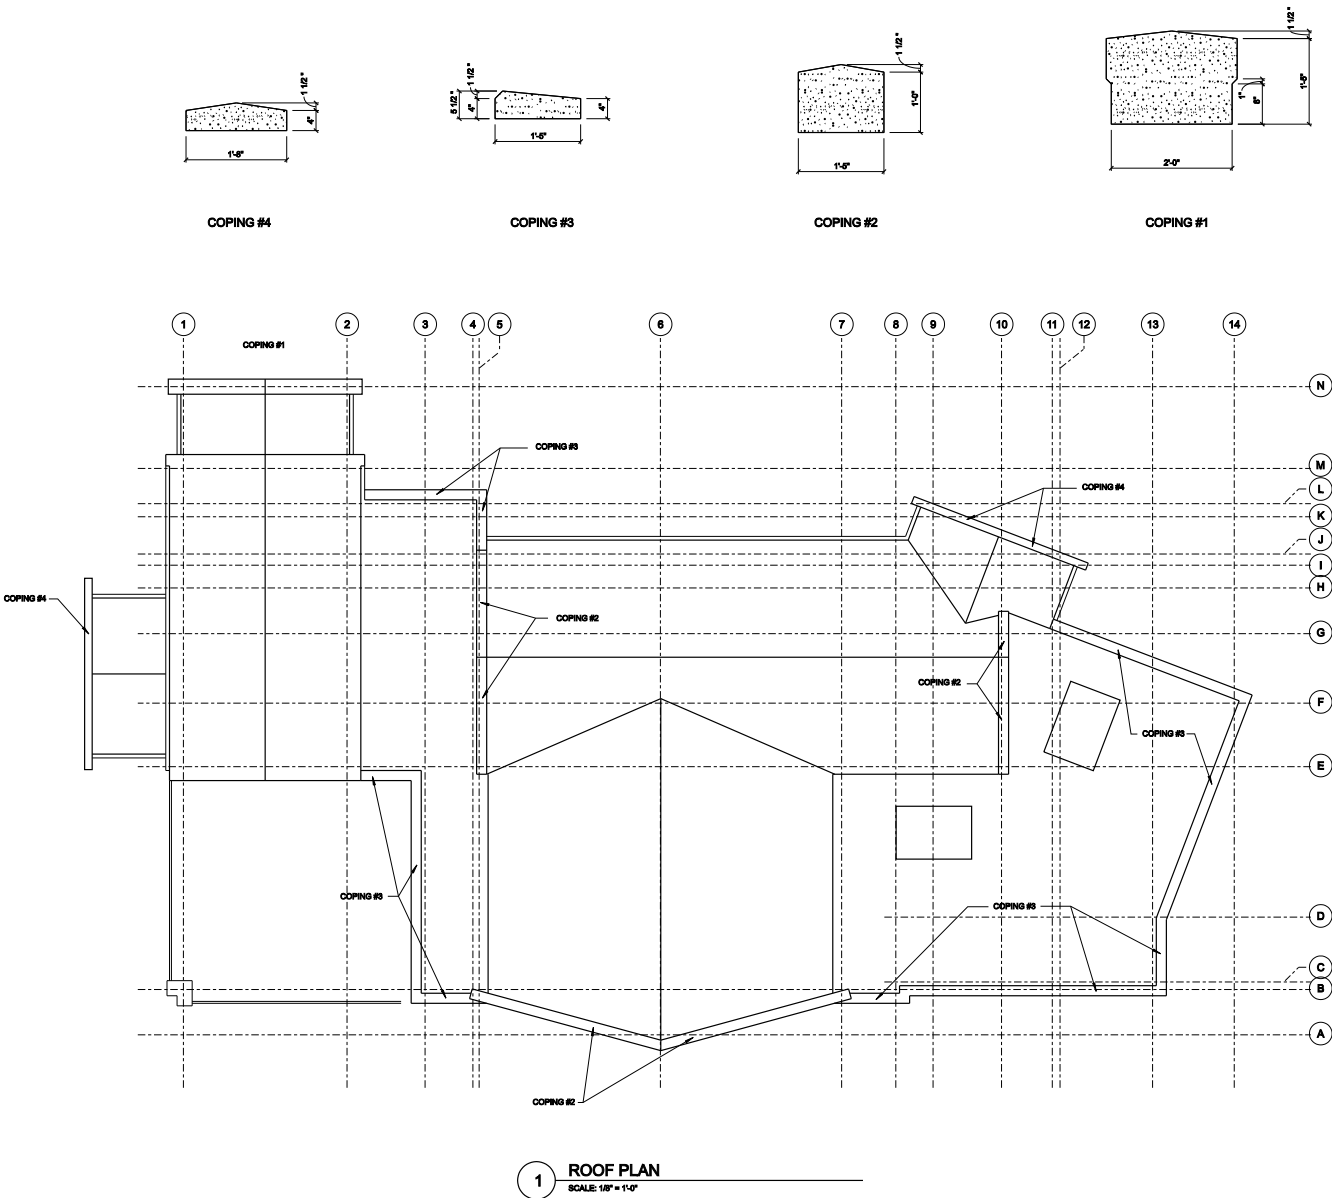 1 1/2"
4"
1'-8"
COPING #4
5 1/2"
4"
1 1/2"
4"
1'-5"
COPING #3
1 1/2"
1'-0"
1'-5"
COPING #2
1 1/2"
1"
8"
1'-5"
2'-0"
COPING #1
1
2
3
4
5
6
7
8
9
10
11
12
13
14
COPING #1
N
COPING #3
M
COPING #4
L
K
J
I
H
COPING #4
COPING #2
G
COPING #2
F
COPING #3
E
COPING #3
COPING #3
D
C
B
A
COPING #2
1
ROOF PLAN
SCALE: 1/8" = 1'-0"